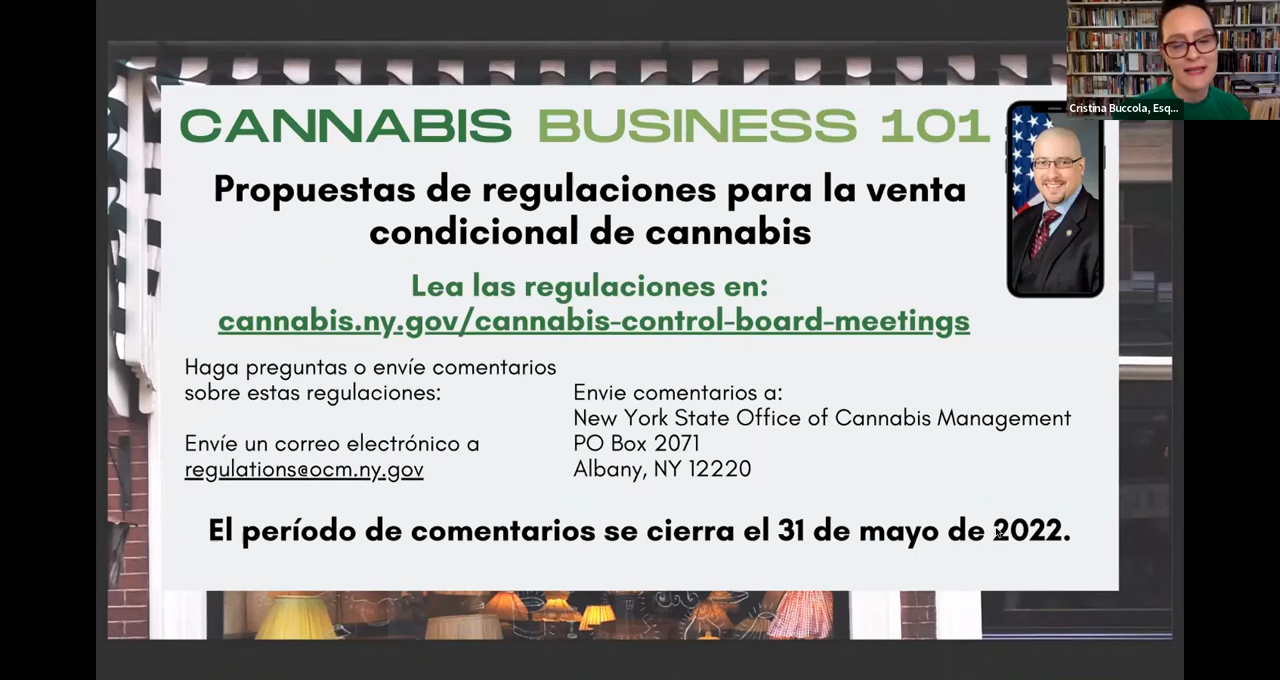 CANNABIS BUSINESS 101
Cristina Buccola, Esq...
Propuestas de regulaciones para la venta
condicional de cannabis
Lea las regulaciones en:
cannabis.ny.gov/cannabis-control-board-meetings
Haga preguntas o envíe comentarios
sobre estas regulaciones:
Envíe un correo electrónico a
regulations@ocm.ny.gov
Envie comentarios a:
New York State Office of Cannabis Management
PO Box 2071
Albany, NY 12220
El período de comentarios se cierra el 31 de mayo de 2022.